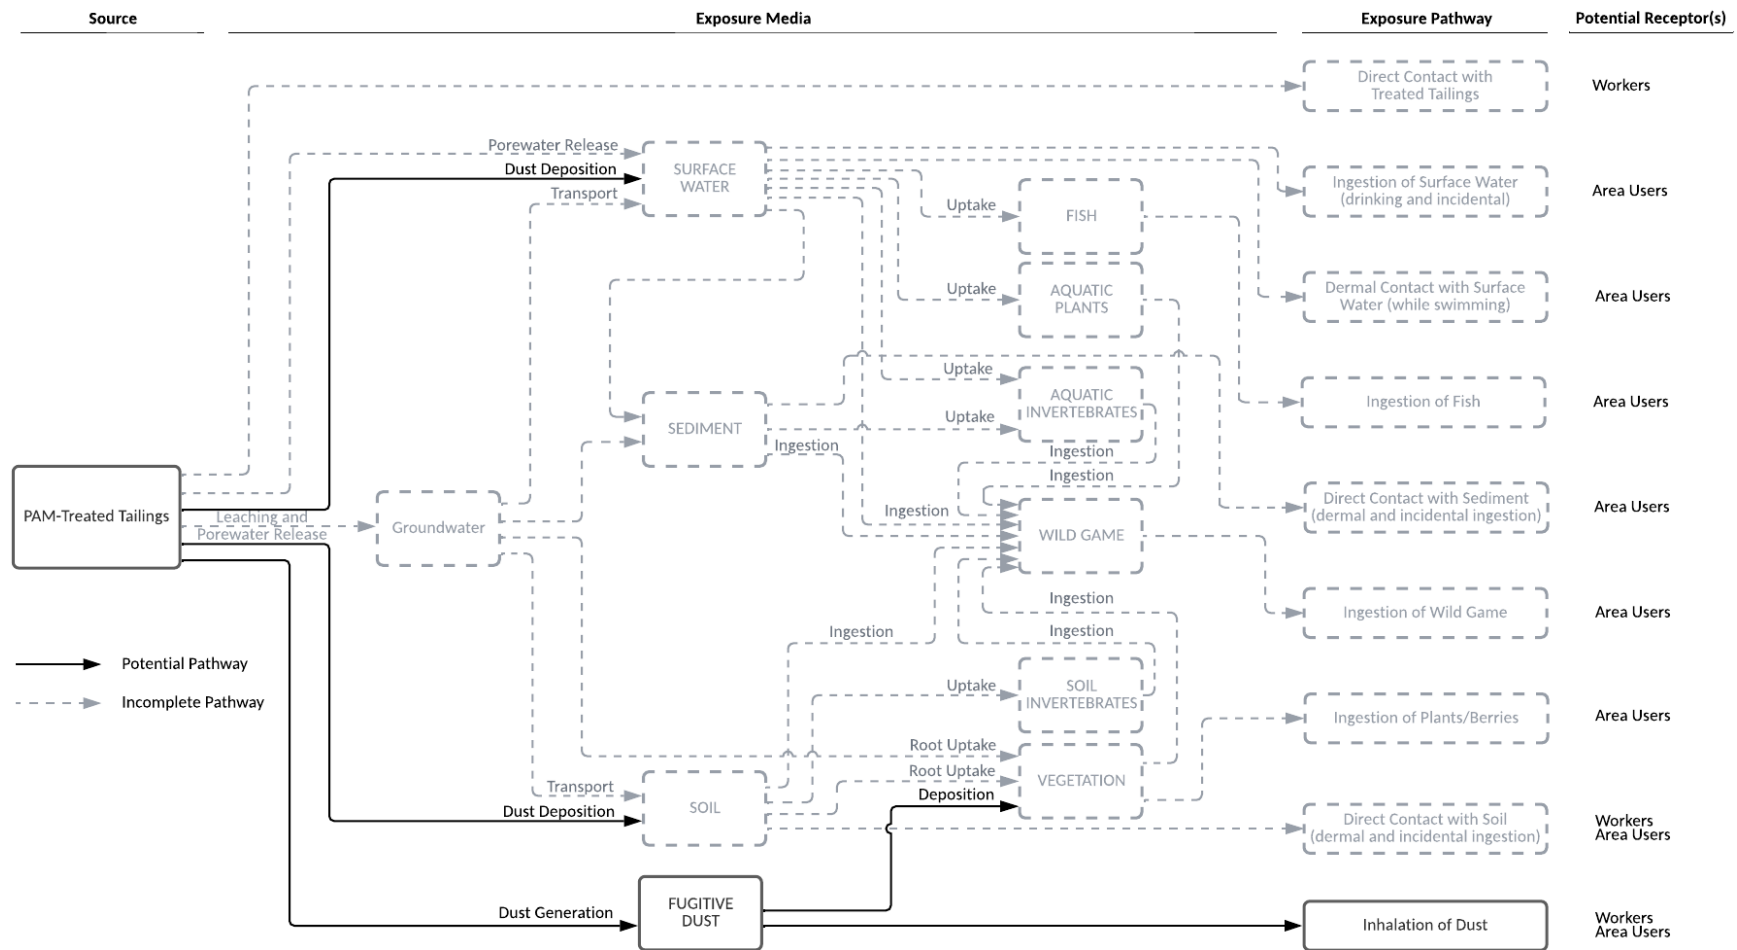 Source
Exposure Media
Exposure Pathway
Potential Receptor(s)
Direct Contact with
Treated Tailings
Workers
Porewater Release
Dust Deposition
Transport
SURFACE
WATER
Uptake
FISH
Ingestion of Surface Water
(drinking and incidental)
Area Users
Uptake
AQUATIC
PLANTS
Dermal Contact with Surface
Water (while swimming)
Area Users
Uptake
AQUATIC
INVERTEBRATES
Ingestion of Fish
Area Users
SEDIMENT
Uptake
Ingestion
Ingestion
Ingestion
PAM-Treated Tailings
Leaching and
Porewater Release
Groundwater
Ingestion
WILD GAME
Direct Contact with Sediment
(dermal and incidental ingestion)
Area Users
Ingestion
Ingestion
Ingestion
Ingestion of Wild Game
Area Users
Potential Pathway
Incomplete Pathway
Uptake
SOIL
INVERTEBRATES
Ingestion of Plants/Berries
Area Users
Root Uptake
Root Uptake
Deposition
VEGETATION
Transport
Dust Deposition
SOIL
Direct Contact with Soil
(dermal and incidental ingestion)
Workers
Area Users
Dust Generation
FUGITIVE
DUST
Inhalation of Dust
Workers
Area Users